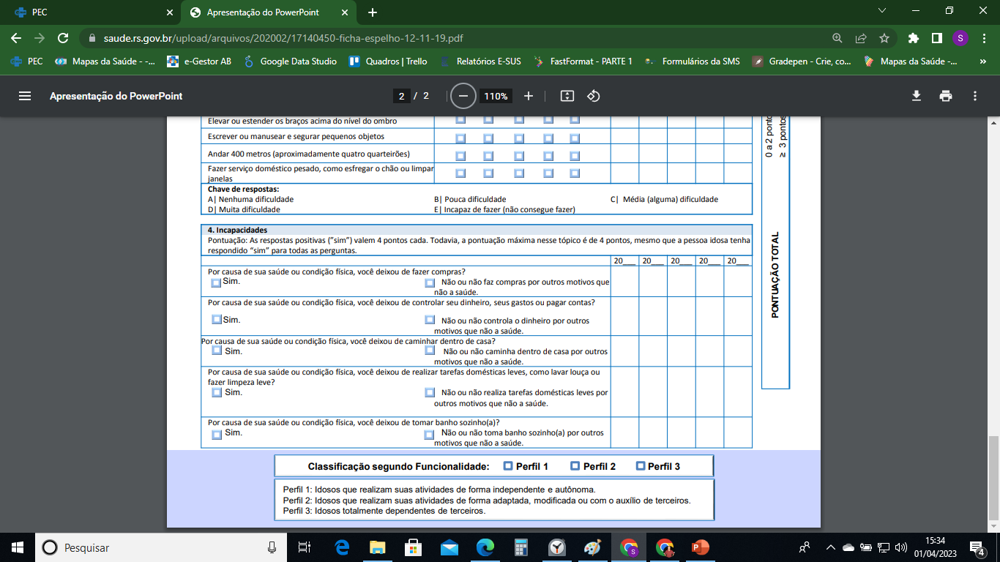 PEC
Apresentação do PowerPoint
saude.rs.gov.br/upload/arquivos/202002/17140450-ficha-espelho-12-11-19.pdf
S
PEC
Mapas da Saúde - -...
e-Gestor AB
Google Data Studio
Quadros | Trello
Relatórios E-SUS
FastFormat - PARTE 1
Formulários da SMS
Gradepen - Crie, co...
Mapas da Saúde -...
»
Apresentação do PowerPoint
2 / 2
110%
Elevar ou estender os braços acima do nível do ombro
Escrever ou manusear e segurar pequenos objetos
Andar 400 metros (aproximadamente quatro quarteirões)
Fazer serviço doméstico pesado, como esfregar o chão ou limpar
janelas
0 a 2 pontos
≥ 3 pontos
Chave de respostas:
A| Nenhuma dificuldade B| Pouca dificuldade C| Média (alguma) dificuldade
D| Muita dificuldade E| Incapaz de fazer (não consegue fazer)
4. Incapacidades
Pontuação: As respostas positivas ("sim") valem 4 pontos cada. Todavia, a pontuação máxima nesse tópico é de 4 pontos, mesmo que a pessoa idosa tenha
respondido "sim" para todas as perguntas.
20___ 20___ 20___ 20___ 20___
Por causa de sua saúde ou condição física, você deixou de fazer compras?
Sim. Não ou não faz compras por outros motivos que
não a saúde.
Por causa de sua saúde ou condição física, você deixou de controlar seu dinheiro, seus gastos ou pagar contas?
Sim. Não ou não controla o dinheiro por outros
motivos que não a saúde.
Por causa de sua saúde ou condição física, você deixou de caminhar dentro de casa?
Sim. Não ou não caminha dentro de casa por outros
motivos que não a saúde.
Por causa de sua saúde ou condição física, você deixou de realizar tarefas domésticas leves, como lavar louça ou
fazer limpeza leve?
Sim. Não ou não realiza tarefas domésticas leves por
outros motivos que não a saúde.
Por causa de sua saúde ou condição física, você deixou de tomar banho sozinho(a)?
Sim. Não ou não toma banho sozinho(a) por outros
motivos que não a saúde.
PONTUAÇÃO TOTAL
Classificação segundo Funcionalidade: Perfil 1 Perfil 2 Perfil 3
Perfil 1: Idosos que realizam suas atividades de forma independente e autônoma.
Perfil 2: Idosos que realizam suas atividades de forma adaptada, modificada ou com o auxílio de terceiros.
Perfil 3: Idosos totalmente dependentes de terceiros.
Pesquisar
S
15:34
01/04/2023
4